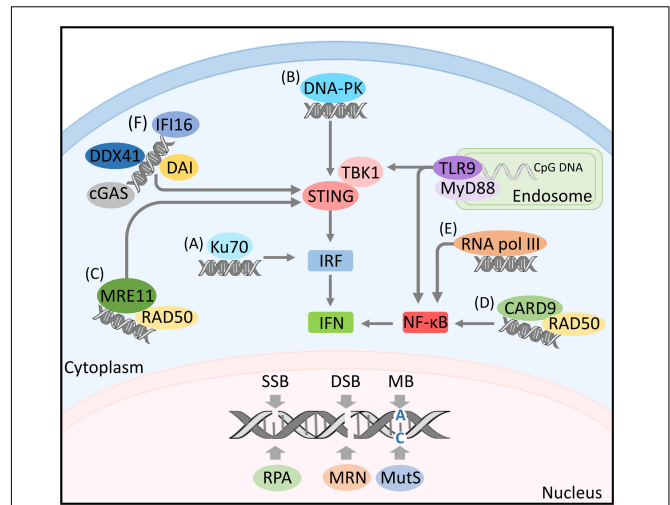 (B)
DNA-PK
(F)
IFI16
DDX41
DAI
cGAS
TBK1
STING
TLR9
MyD88
CpG DNA
Endosome
(A)
Ku70
IRF
(E)
RNA pol III
(C)
MRE11
RAD50
IFN
NF-κB
(D)
CARD9
RAD50
Cytoplasm
SSB
DSB
MB
A
C
RPA
MRN
MutS
Nucleus